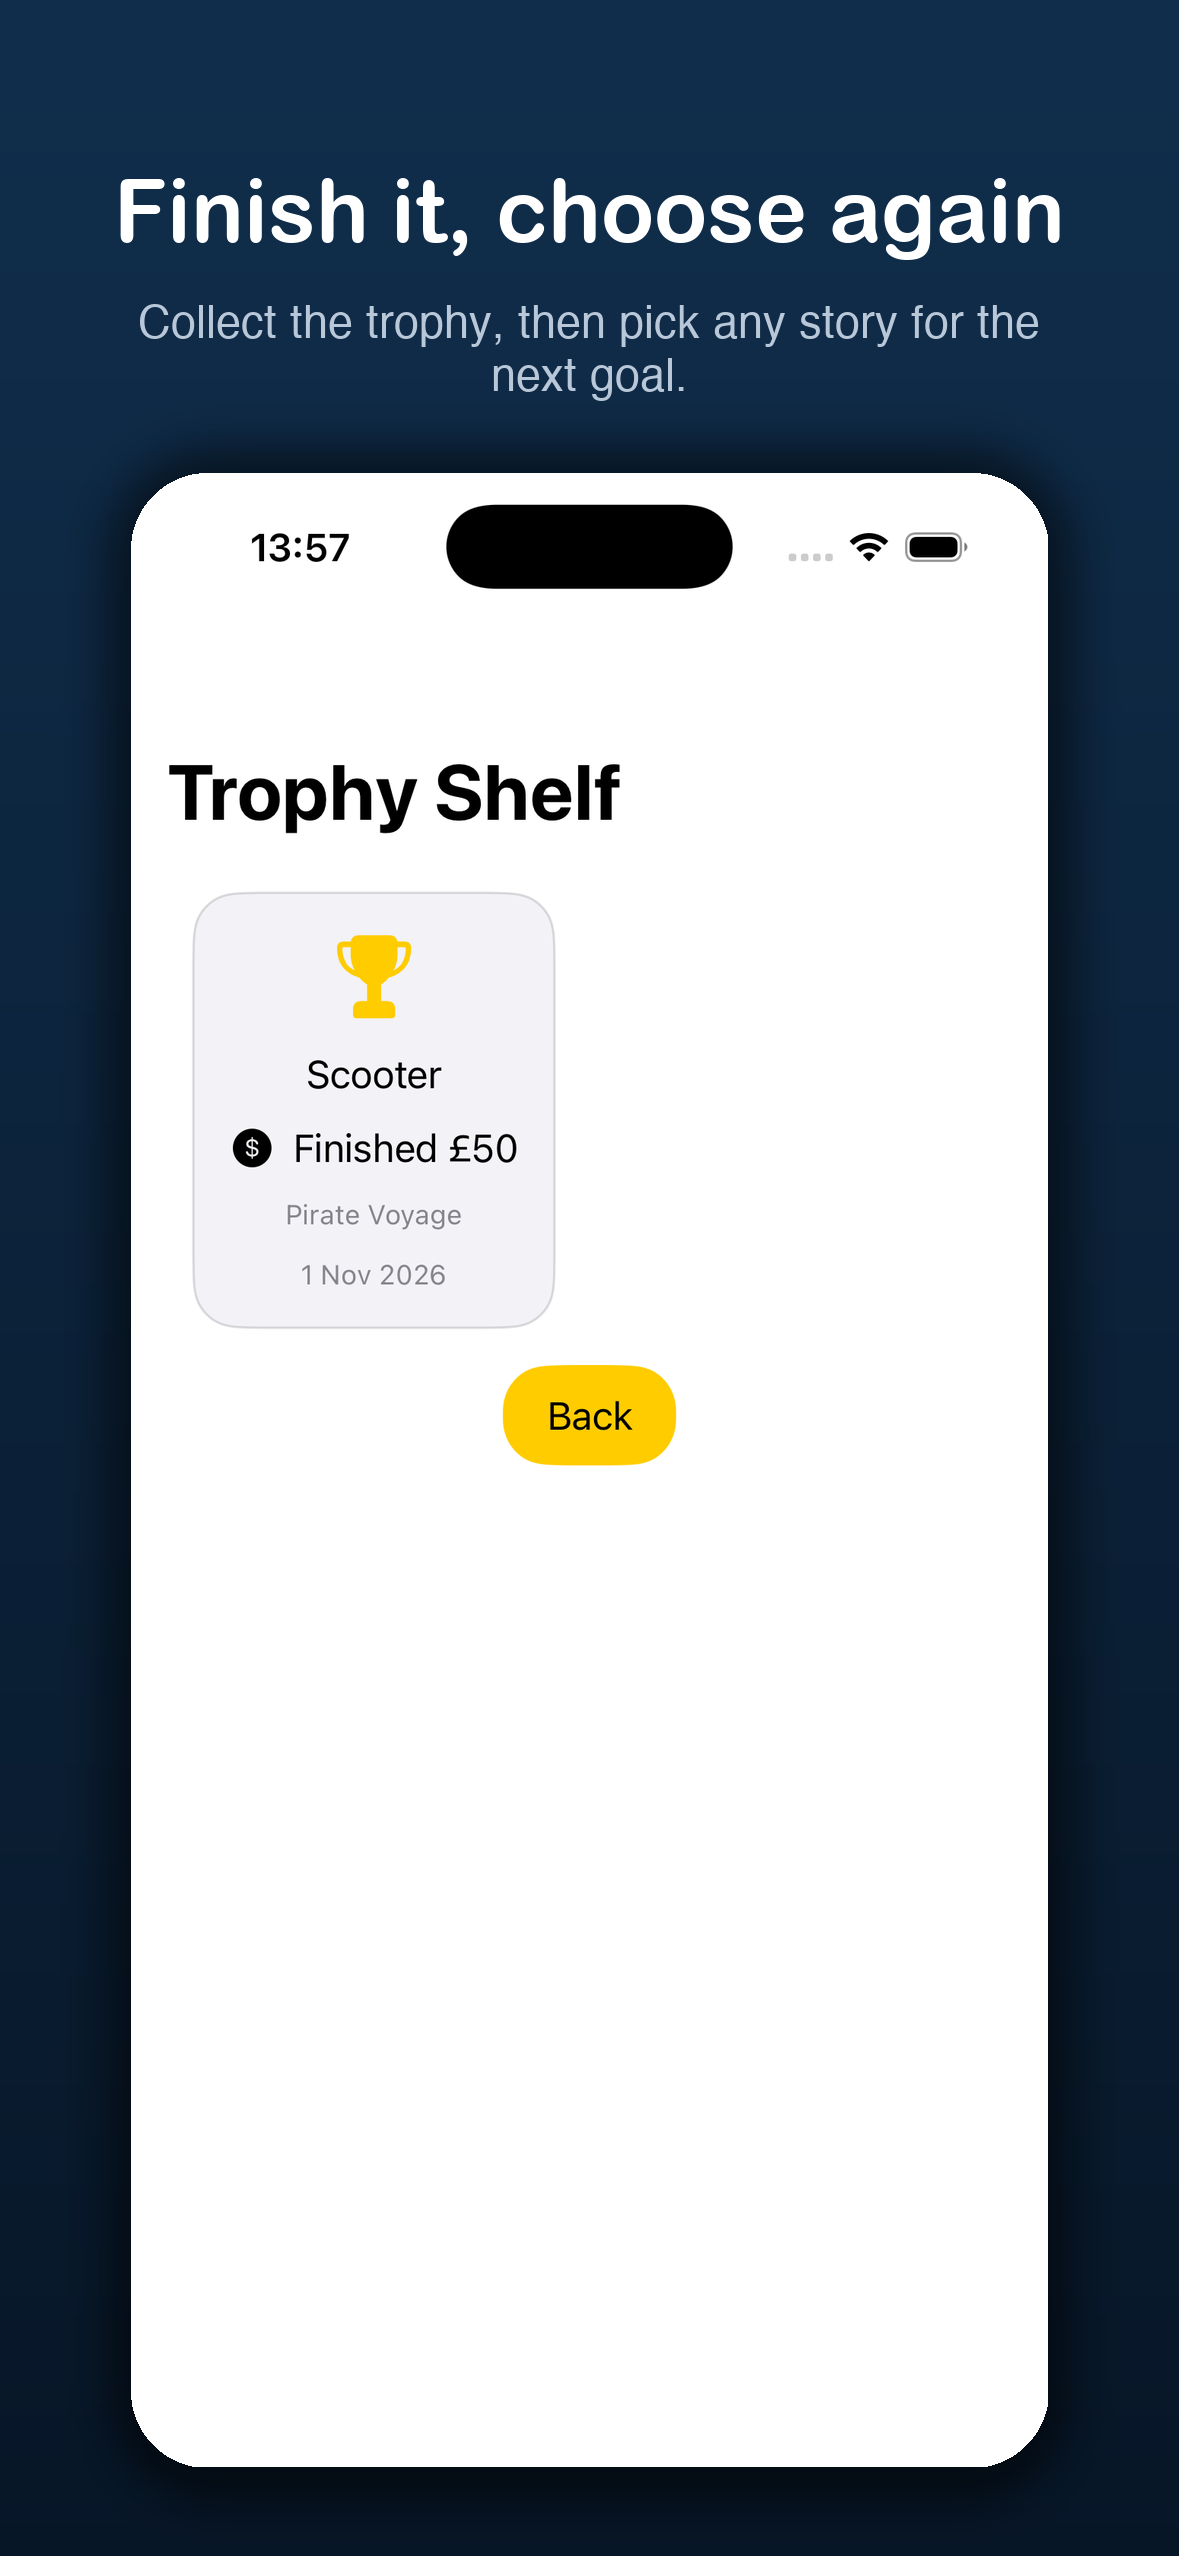 Finish it, choose again
Collect the trophy, then pick any story for the
next goal.
13:57
Trophy Shelf
Scooter
$ Finished £50
Pirate Voyage
1 Nov 2026
Back